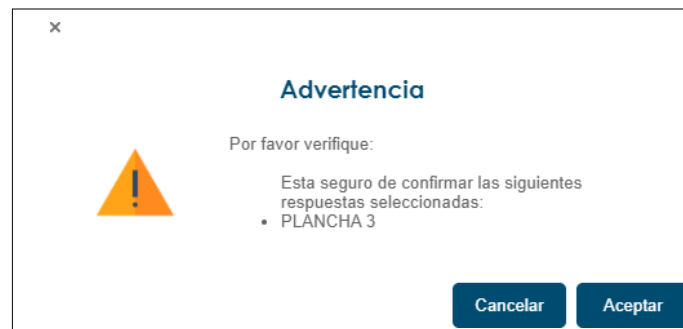 ×
Advertencia
Por favor verifique:
Esta seguro de confirmar las siguientes
respuestas seleccionadas:
• PLANCHA 3
Cancelar
Aceptar